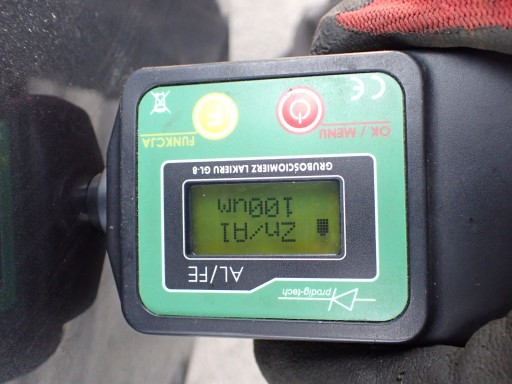 prodig-tech
AL/FE
Zn/Al
100um
GRUBOŚCIOMIERZ LAKIERU GL-8
OK / MENU
FUNKCJA
F
CE